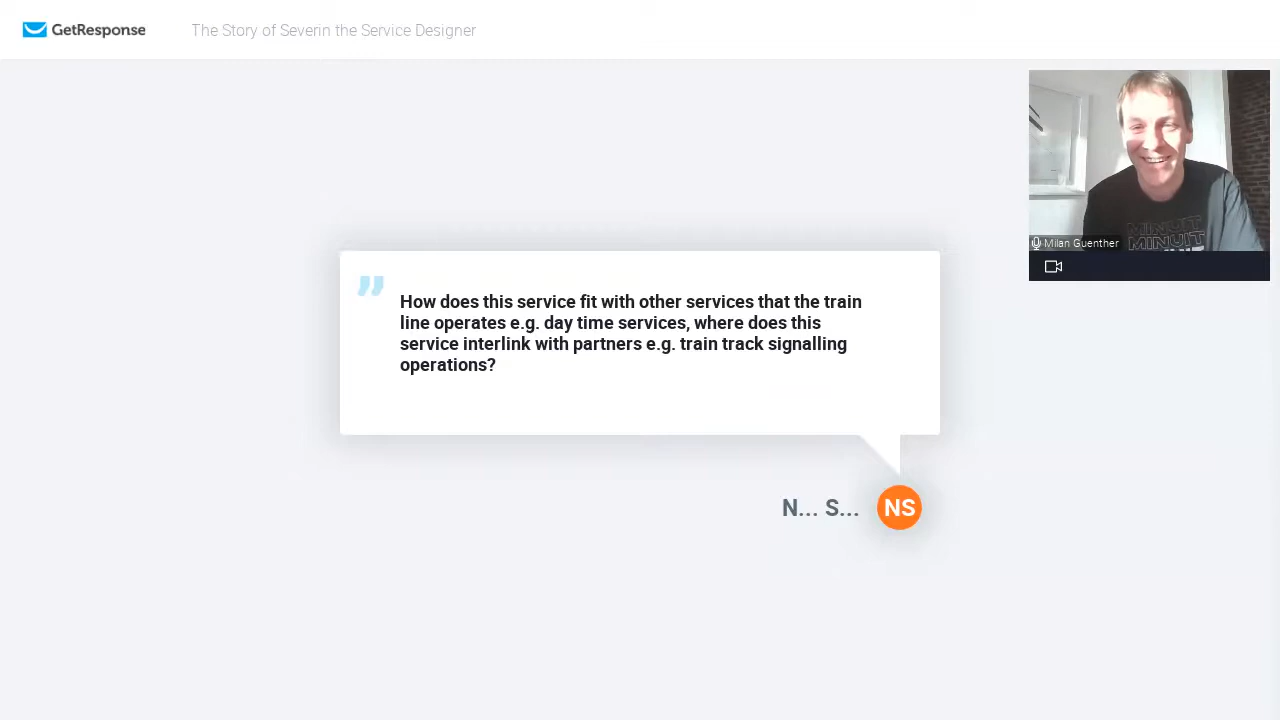 GetResponse
The Story of Severin the Service Designer
How does this service fit with other services that the train
line operates e.g. day time services, where does this
service interlink with partners e.g. train track signalling
operations?
N... S...
NS
MINUIT
MINUIT
Milan Guenther